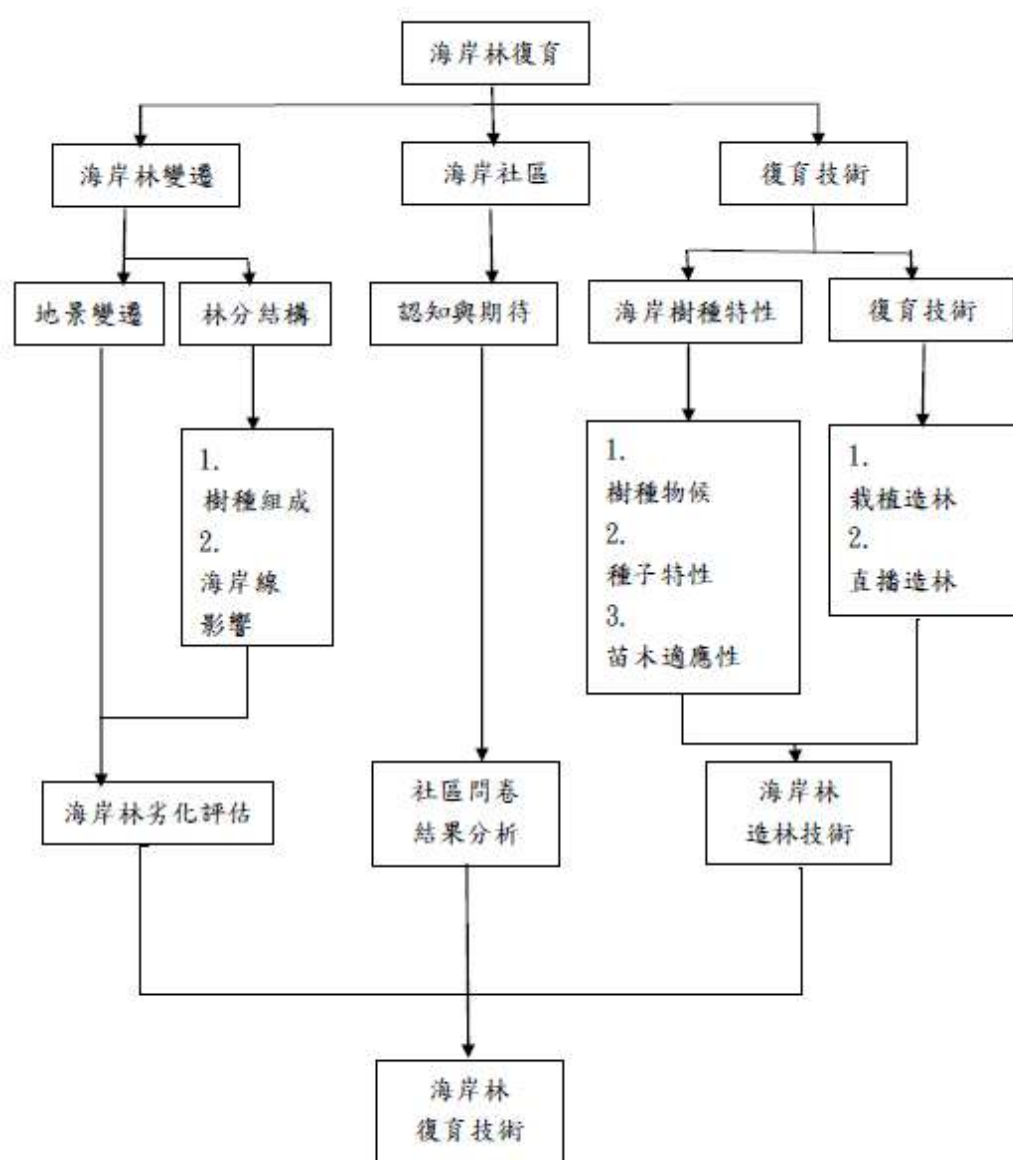 海岸林復育
海岸林變遷
海岸社區
復育技術
地景變遷
林分結構
認知與期待
海岸樹種特性
復育技術
1.
樹種組成
2.
海岸線
影響
1.
樹種物候
2.
種子特性
3.
苗木適應性
1.
栽植造林
2.
直播造林
海岸林劣化評估
社區問卷
結果分析
海岸林
造林技術
海岸林
復育技術